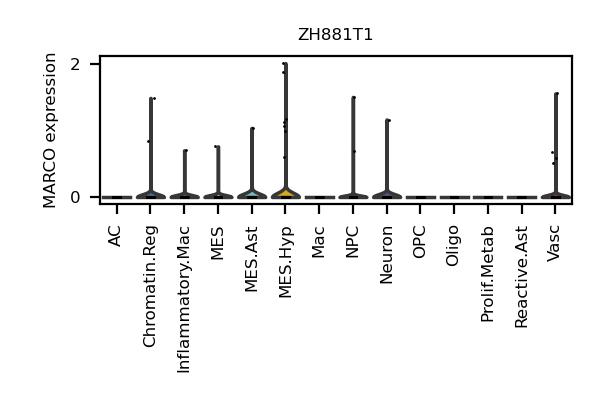 ZH881T1
MARCO expression
2
0
AC
Chromatin.Reg
Inflammatory.Mac
MES
MES.Ast
MES.Hyp
Mac
NPC
Neuron
OPC
Oligo
Prolif.Metab
Reactive.Ast
Vasc